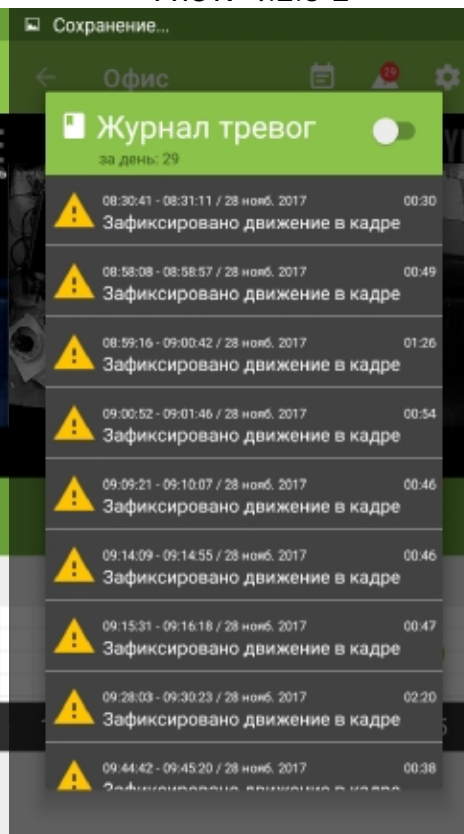 Сохранение...
Офис
29
Журнал тревог
за день: 29
08:30:41 - 08:31:11 / 28 нояб. 2017 00:30
Зафиксировано движение в кадре
08:58:08 - 08:58:57 / 28 нояб. 2017 00:49
Зафиксировано движение в кадре
08:59:16 - 09:00:42 / 28 нояб. 2017 01:26
Зафиксировано движение в кадре
09:00:52 - 09:01:46 / 28 нояб. 2017 00:54
Зафиксировано движение в кадре
09:09:21 - 09:10:07 / 28 нояб. 2017 00:46
Зафиксировано движение в кадре
09:14:09 - 09:14:55 / 28 нояб. 2017 00:46
Зафиксировано движение в кадре
09:15:31 - 09:16:18 / 28 нояб. 2017 00:47
Зафиксировано движение в кадре
09:28:03 - 09:30:23 / 28 нояб. 2017 02:20
Зафиксировано движение в кадре
09:44:42 - 09:45:20 / 28 нояб. 2017 00:38
Зафиксировано движение в кадре